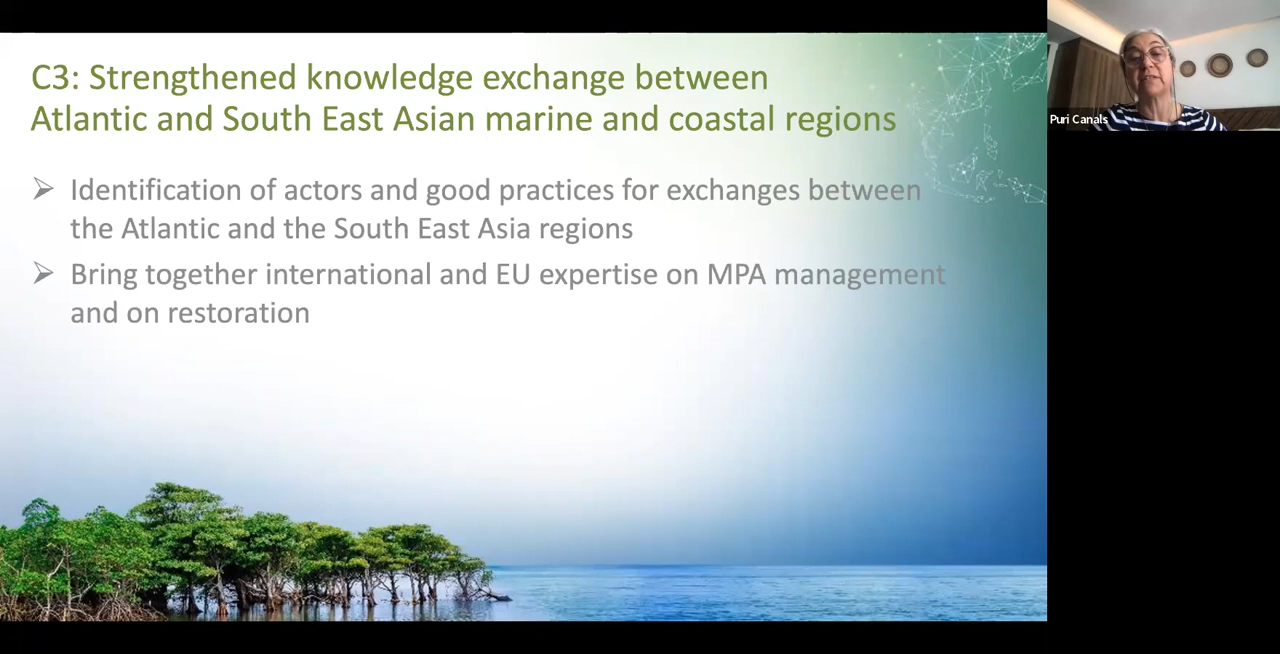 C3: Strengthened knowledge exchange between
Atlantic and South East Asian marine and coastal regions
Identification of actors and good practices for exchanges between
the Atlantic and the South East Asia regions
Bring together international and EU expertise on MPA management
and on restoration
Puri Canals